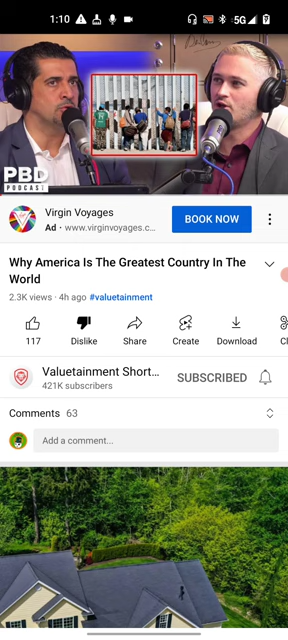 1:10
5G
PBD
PODCAST
Virgin Voyages
Ad · www.virginvoyages.c...
BOOK NOW
Why America Is The Greatest Country In The
World
2.3K views · 4h ago #valuetainment
117
Dislike
Share
Create
Download
Cl
Valuetainment Short...
421K subscribers
SUBSCRIBED
Comments 63
Add a comment...